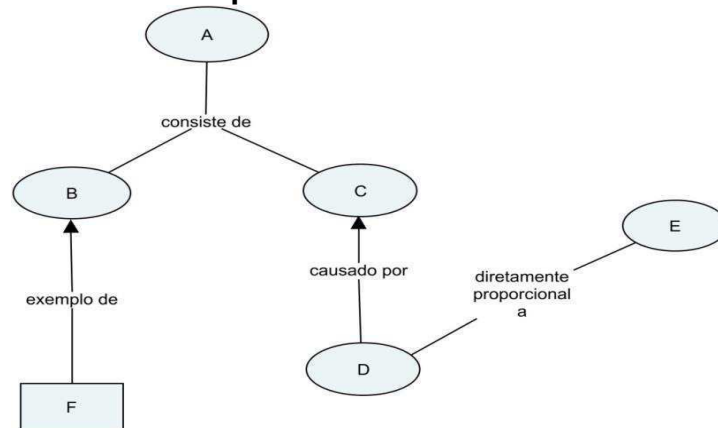 A
consiste de
B
C
E
causado por
diretamente
proporcional
a
exemplo de
D
F